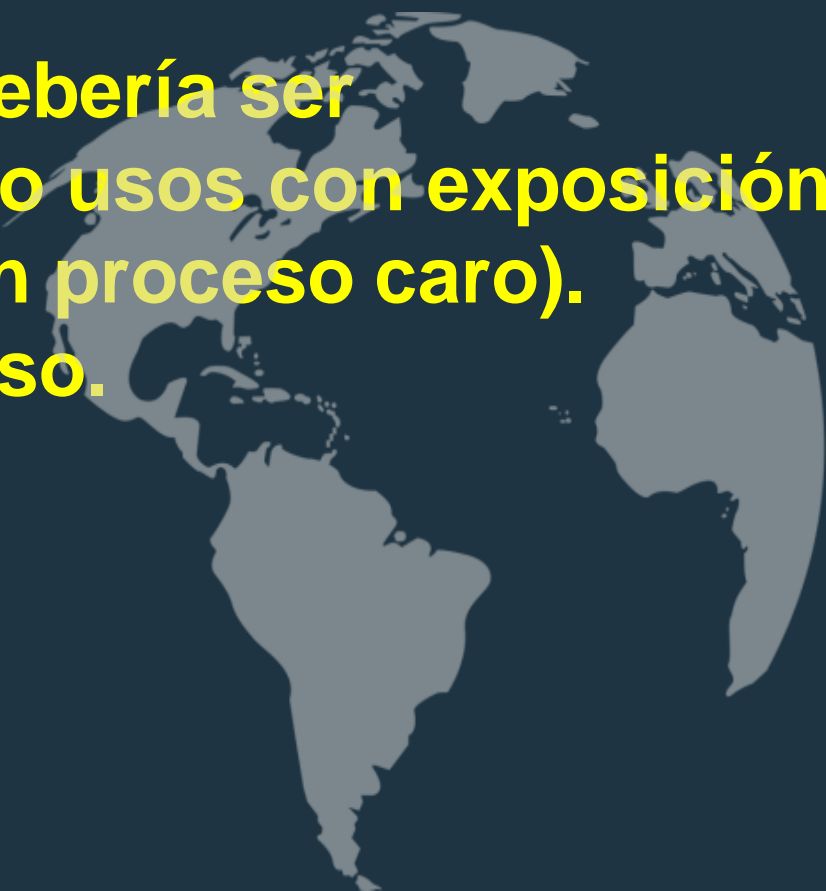 ebería ser
o usos con exposición
n proceso caro).
so.